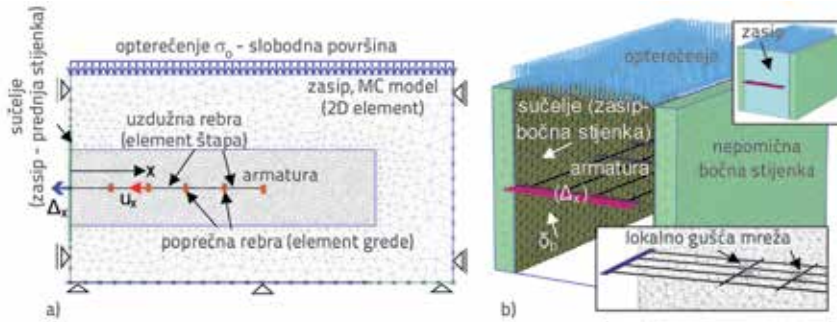 opterećenje σo - slobodna površina
sučelje
(zasip - prednja stijenka)
zasip, MC model
(2D element)
uzdužna rebra
(element štapa)
x
armatura
Δx
ux
poprečna rebra (element grede)
a)
opterećenje
zasip
sučelje (zasip-
bočna stijenka)
armatura
(Δx)
nepomična
bočna stijenka
δb
lokalno gušća mreža
b)